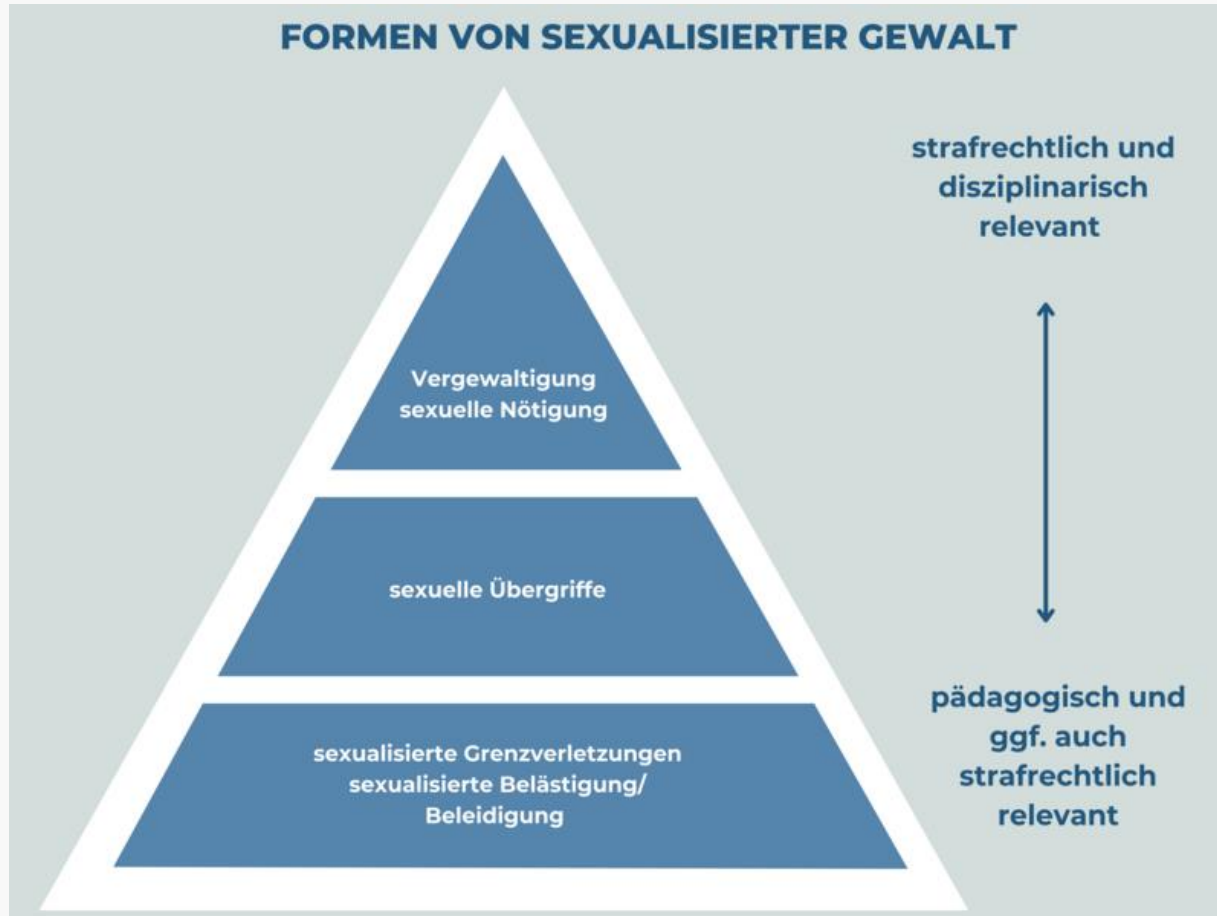 FORMEN VON SEXUALISIERTER GEWALT
strafrechtlich und
disziplinarisch
relevant
Vergewaltigung
sexuelle Nötigung
sexuelle Übergriffe
pädagogisch und
ggf. auch
strafrechtlich
relevant
sexualisierte Grenzverletzungen
sexualisierte Belästigung/
Beleidigung